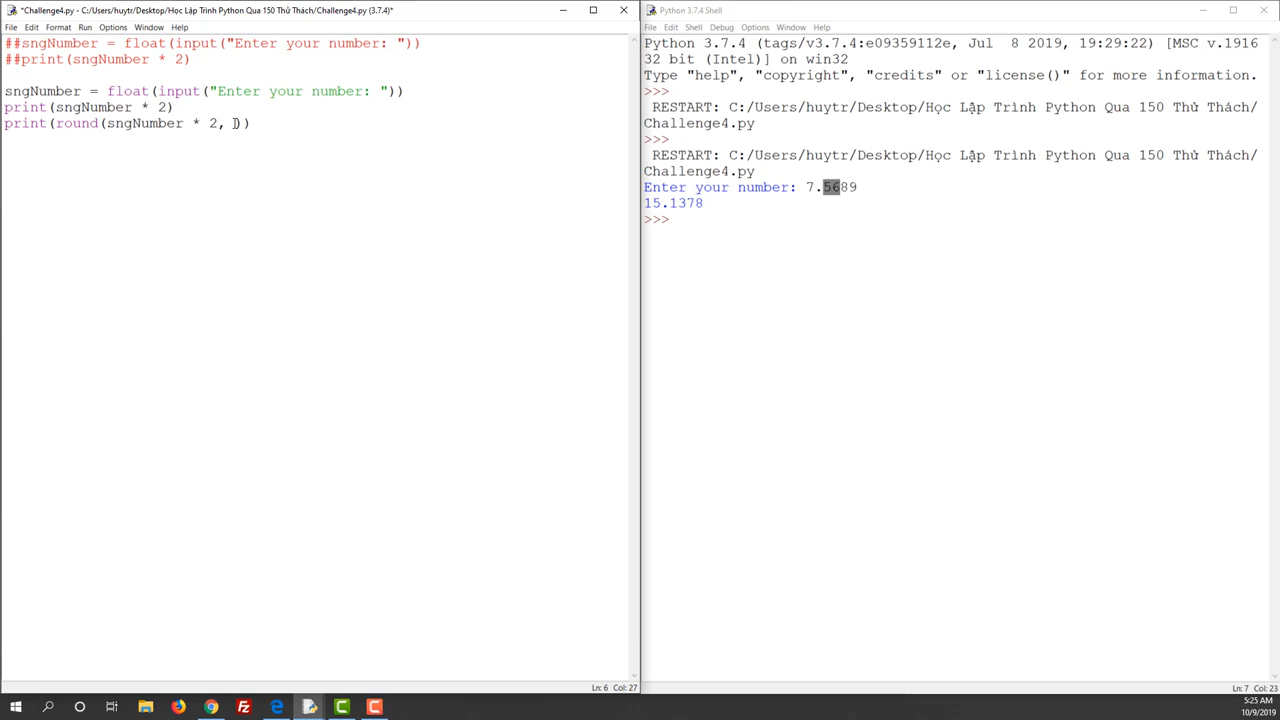 *Challenge4.py - C:/Users/huytr/Desktop/Học Lập Trình Python Qua 150 Thử Thách/Challenge4.py (3.7.4)*
File Edit Format Run Options Window Help
##sngNumber = float(input("Enter your number: "))
##print(sngNumber * 2)
sngNumber = float(input("Enter your number: "))
print(sngNumber * 2)
print(round(sngNumber * 2, ))
Ln: 6 Col: 27
Python 3.7.4 Shell
File Edit Shell Debug Options Window Help
Python 3.7.4 (tags/v3.7.4:e09359112e, Jul 8 2019, 19:29:22) [MSC v.1916
32 bit (Intel)] on win32
Type "help", "copyright", "credits" or "license()" for more information.
>>>
RESTART: C:/Users/huytr/Desktop/Học Lập Trình Python Qua 150 Thử Thách/
Challenge4.py
>>>
RESTART: C:/Users/huytr/Desktop/Học Lập Trình Python Qua 150 Thử Thách/
Challenge4.py
Enter your number: 7.5689
15.1378
>>>
Ln: 7 Col: 23
5:25 AM
10/9/2019